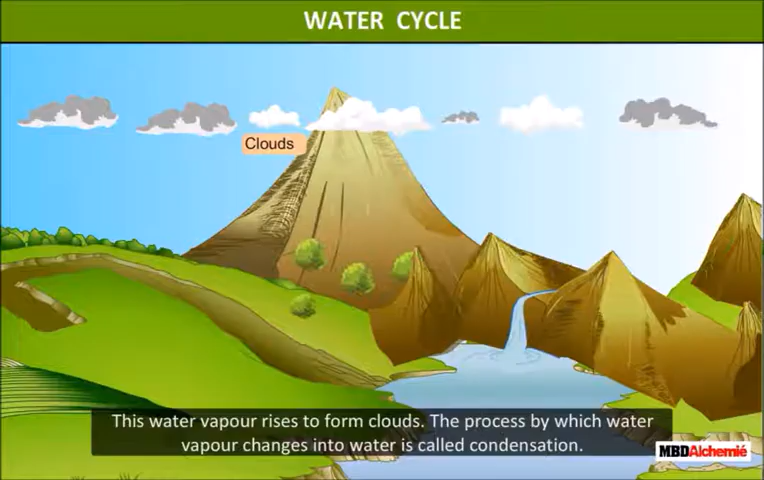 WATER CYCLE
Clouds
This water vapour rises to form clouds. The process by which water
vapour changes into water is called condensation.
MBDAlchemié